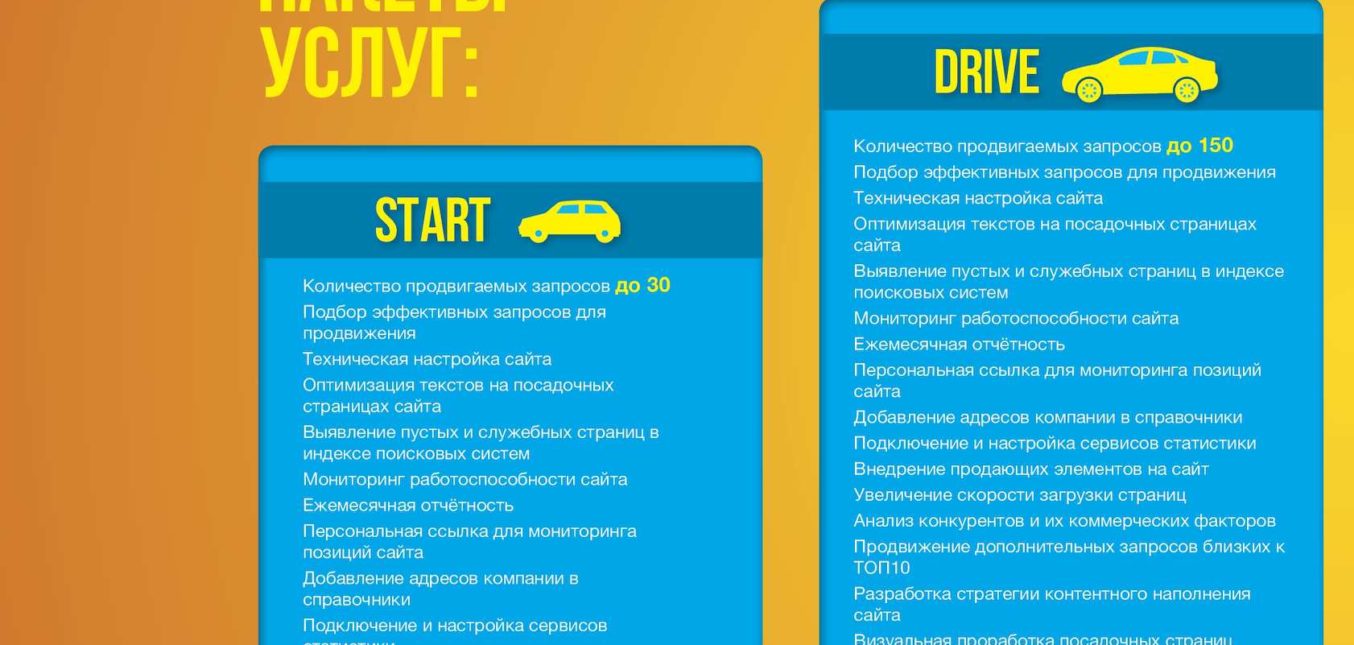 ПАКЕТЫ
УСЛУГ:
START
Количество продвигаемых запросов до 30
Подбор эффективных запросов для
продвижения
Техническая настройка сайта
Оптимизация текстов на посадочных
страницах сайта
Выявление пустых и служебных страниц в
индексе поисковых систем
Мониторинг работоспособности сайта
Ежемесячная отчётность
Персональная ссылка для мониторинга
позиций сайта
Добавление адресов компании в
справочники
Подключение и настройка сервисов
статистики
DRIVE
Количество продвигаемых запросов до 150
Подбор эффективных запросов для продвижения
Техническая настройка сайта
Оптимизация текстов на посадочных страницах
сайта
Выявление пустых и служебных страниц в индексе
поисковых систем
Мониторинг работоспособности сайта
Ежемесячная отчётность
Персональная ссылка для мониторинга позиций
сайта
Добавление адресов компании в справочники
Подключение и настройка сервисов статистики
Внедрение продающих элементов на сайт
Увеличение скорости загрузки страниц
Анализ конкурентов и их коммерческих факторов
Продвижение дополнительных запросов близких к
ТОП10
Разработка стратегии контентного наполнения
сайта
Визуальная проработка посадочных страниц